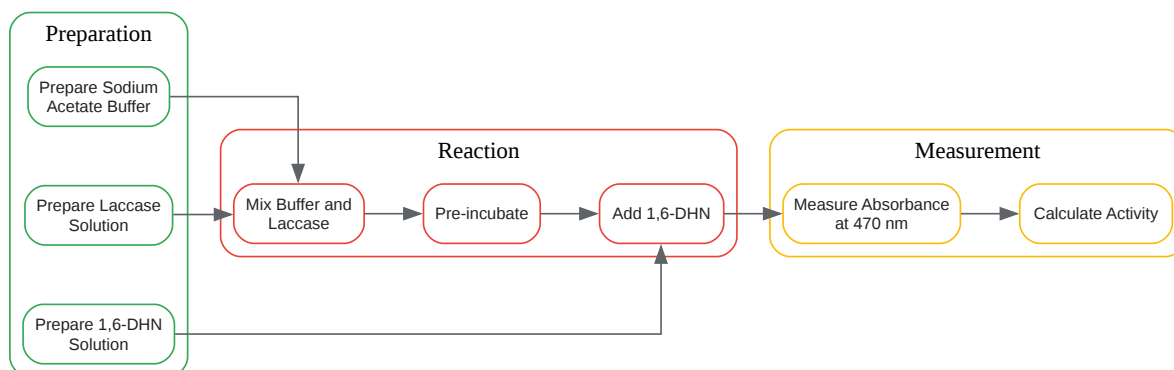 Preparation
Prepare Sodium
Acetate Buffer
Prepare Laccase
Solution
Prepare 1,6-DHN
Solution
Reaction
Mix Buffer and
Laccase
Pre-incubate
Add 1,6-DHN
Measurement
Measure Absorbance
at 470 nm
Calculate Activity